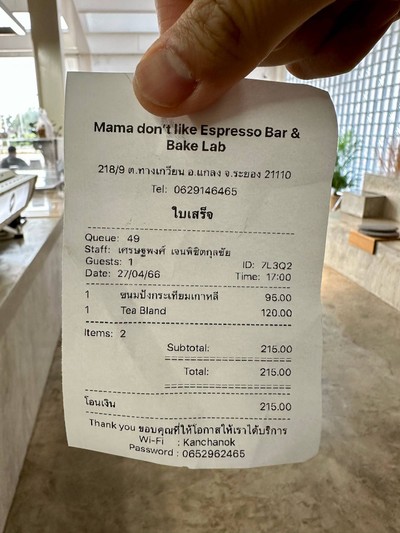 Mama don't like Espresso Bar &
Bake Lab
218/9 ต.ทางเกวียน อ.แกลง จ.ระยอง 21110
Tel: 0629146465
ใบเสร็จ
Queue: 49
Staff: เศรษฐพงศ์ เจนพิชิตกุลชัย
Guests: 1 ID: 7L3Q2
Date: 27/04/66 Time: 17:00
1 ขนมปังกระเทียมเกาหลี 95.00
1 Tea Bland 120.00
Items: 2
Subtotal: 215.00
Total: 215.00
โอนเงิน 215.00
Thank you ขอบคุณที่ให้โอกาสให้เราได้บริการ
Wi-Fi : Kanchanok
Password : 0652962465